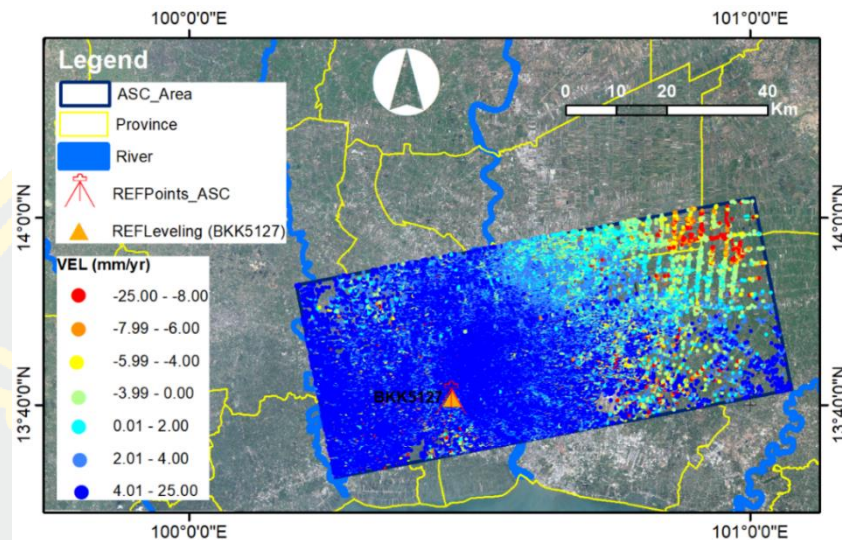 100°0'0"E 101°0'0"E
Legend
ASC_Area
Province
River
REFPoints_ASC
REFLeveling (BKK5127)
VEL (mm/yr)
-25.00 - -8.00
-7.99 - -6.00
-5.99 - -4.00
-3.99 - 0.00
0.01 - 2.00
2.01 - 4.00
4.01 - 25.00
0 10 20 40
Km
14°0'0"N
13°40'0"N
BKK5127
14°0'0"N
13°40'0"N
100°0'0"E 101°0'0"E